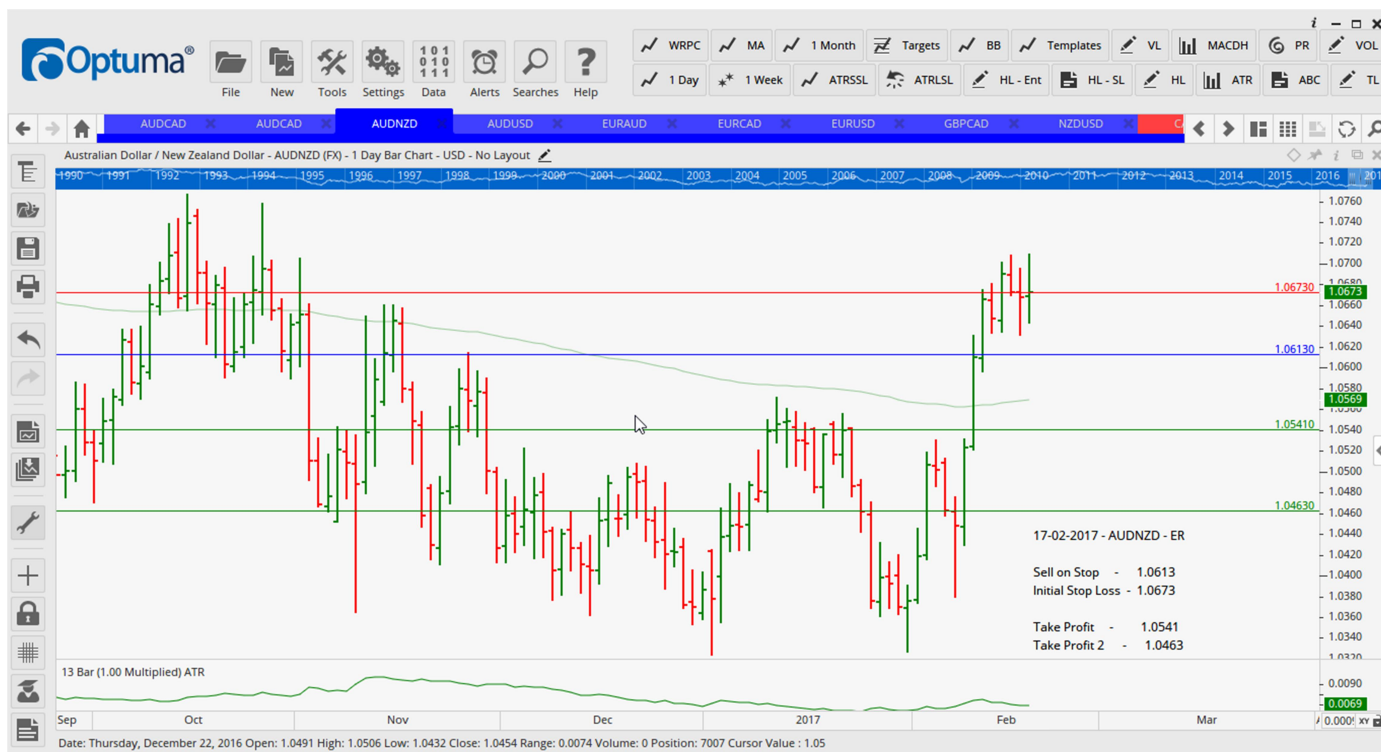 Optuma®
File New Tools Settings Data Alerts Searches Help
WRPC MA 1 Month Targets BB Templates VL MACDH PR VOL
1 Day 1 Week ATRSSL ATRLSL HL - Ent HL - SL HL ATR ABC TL
AUDCAD AUDCAD AUDNZD AUDUSD EURAUD EURCAD EURUSD GBPCAD NZDUSD
Australian Dollar / New Zealand Dollar - AUDNZD (FX) - 1 Day Bar Chart - USD - No Layout
1990 1991 1992 1993 1994 1995 1996 1997 1998 1999 2000 2001 2002 2003 2004 2005 2006 2007 2008 2009 2010 2011 2012 2013 2014 2015 2016
1.0760
1.0740
1.0720
1.0700
1.0680
1.06730 1.0673
1.0660
1.0640
1.0620
1.06130
1.0600
1.0580
1.0569
1.0560
1.05410
1.0540
1.0520
1.0500
1.0480
1.04630
1.0460
1.0440
17-02-2017 - AUDNZD - ER
1.0420
Sell on Stop - 1.0613
1.0400
Initial Stop Loss - 1.0673
1.0380
1.0360
Take Profit - 1.0541
1.0340
Take Profit 2 - 1.0463
1.0320
13 Bar (1.00 Multiplied) ATR
0.0090
0.0069
Sep Oct Nov Dec 2017 Feb Mar XY
Date: Thursday, December 22, 2016 Open: 1.0491 High: 1.0506 Low: 1.0432 Close: 1.0454 Range: 0.0074 Volume: 0 Position: 7007 Cursor Value : 1.05